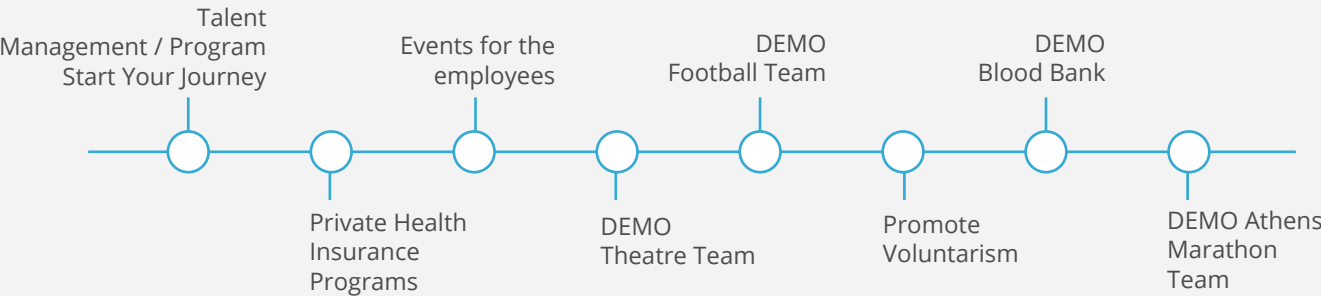 Talent
Management / Program
Start Your Journey
Private Health
Insurance
Programs
Events for the
employees
DEMO
Theatre Team
DEMO
Football Team
Promote
Voluntarism
DEMO
Blood Bank
DEMO Athens
Marathon
Team